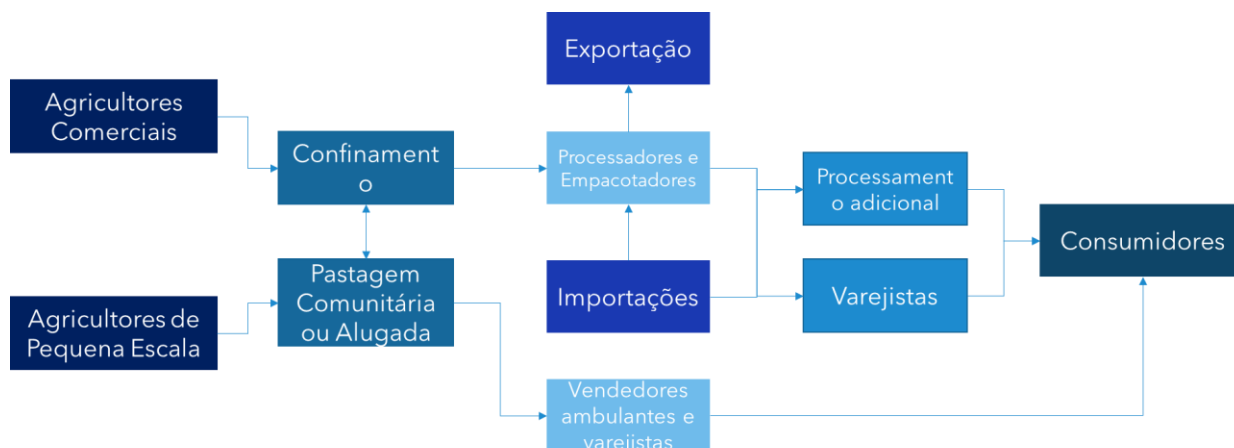 Exportação
Agricultores
Comerciais
Confinament
o
Processadores e
Empacotadores
Processament
o adicional
Consumidores
Pastagem
Comunitária
ou Alugada
Importações
Varejistas
Agricultores de
Pequena Escala
Vendedores
ambulantes e
varejistas